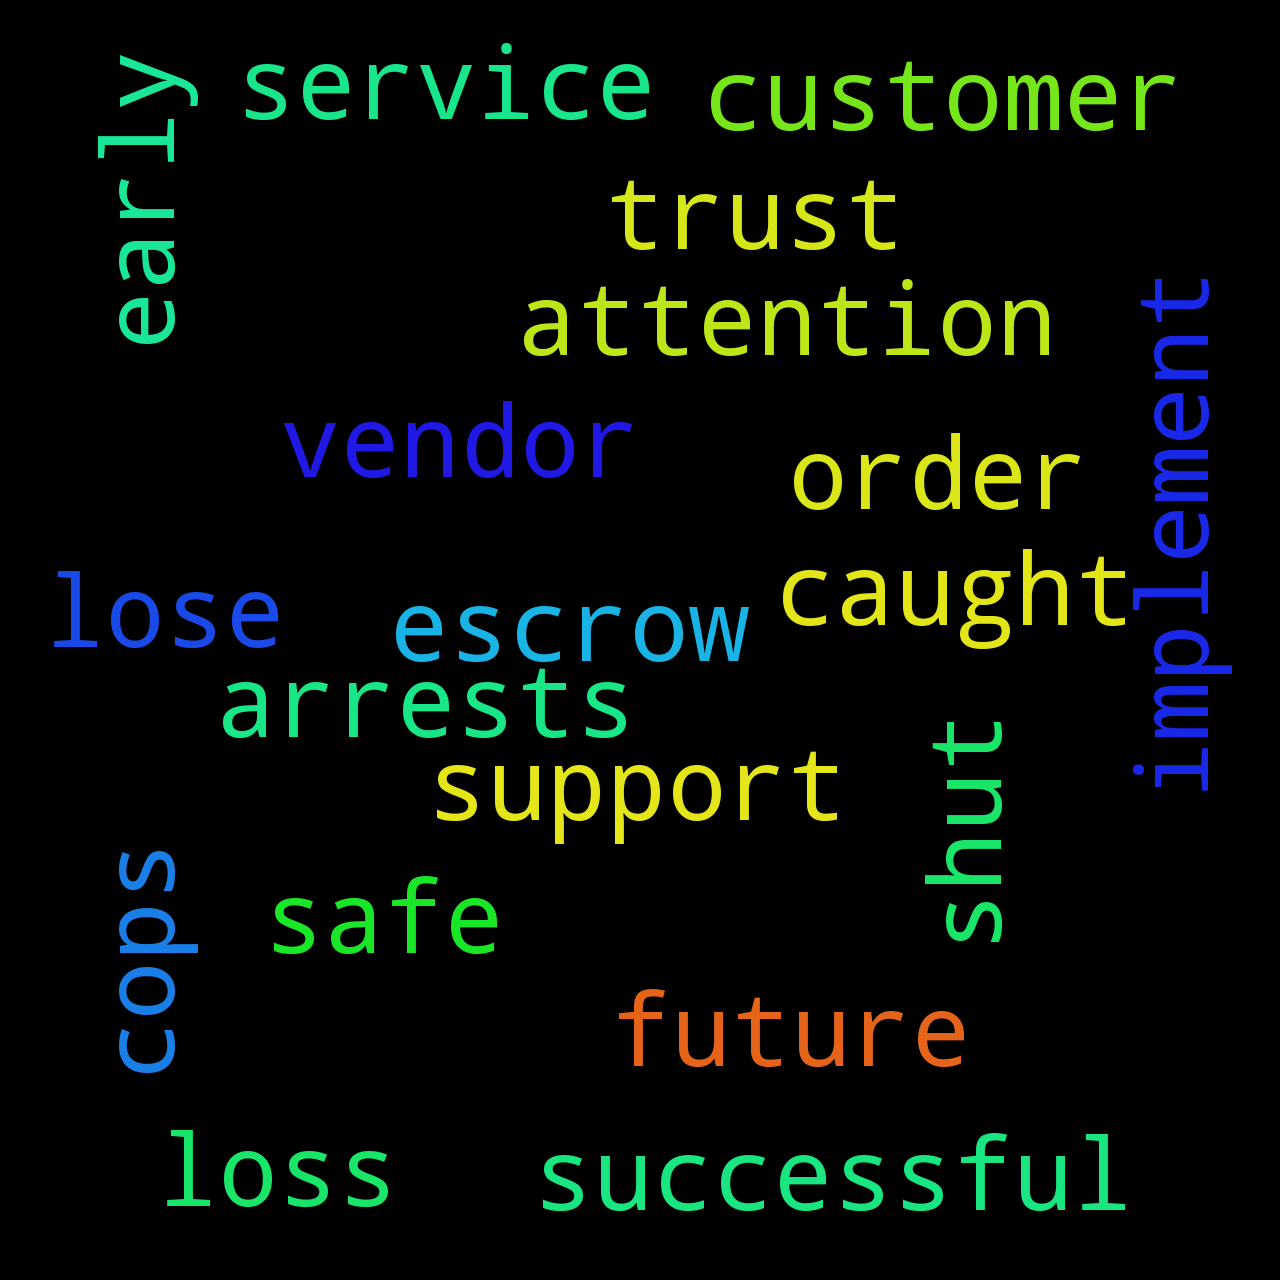 early
service
customer
trust
attention
implement
vendor
order
caught
lose
escrow
arrests
support
shut
cops
safe
future
loss
successful